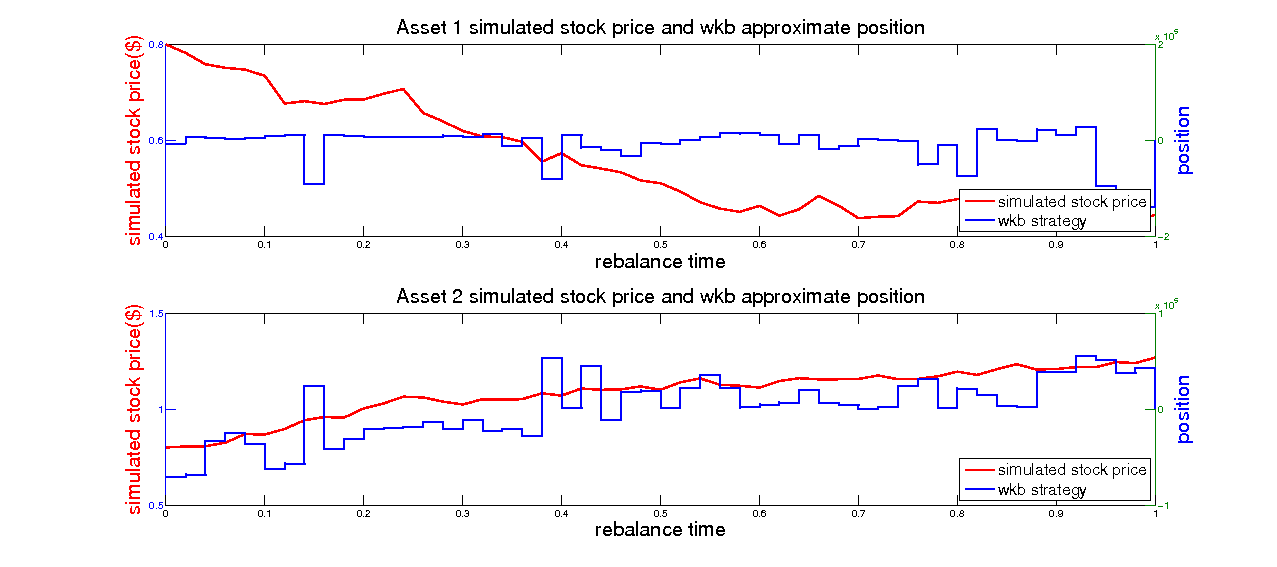 Asset 1 simulated stock price and wkb approximate position
x 10^5
0.8
0.6
0.4
2
0
-2
simulated stock price($)
position
simulated stock price
wkb strategy
0 0.1 0.2 0.3 0.4 0.5 0.6 0.7 0.8 0.9 1
rebalance time
Asset 2 simulated stock price and wkb approximate position
1.5
1
0.5
1
0
-1
simulated stock price($)
position
simulated stock price
wkb strategy
0 0.1 0.2 0.3 0.4 0.5 0.6 0.7 0.8 0.9 1
rebalance time